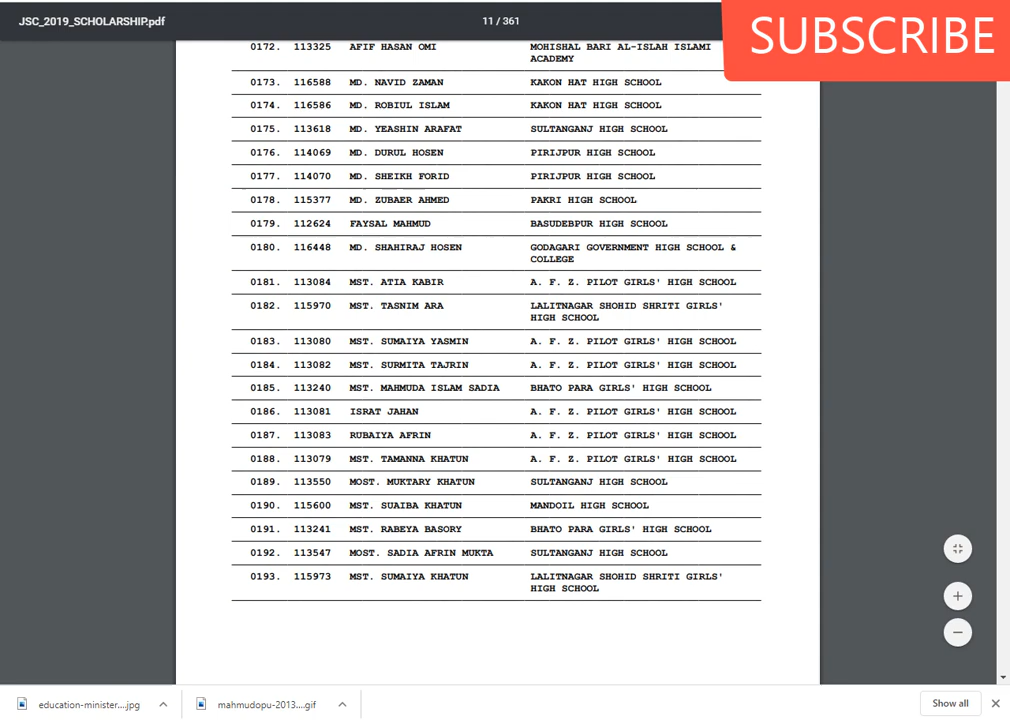 JSC_2019_SCHOLARSHIP.pdf 11 / 361 SUBSCRIBE
0172. 113325 AFIF HASAN OMI MOHISHAL BARI AL-ISLAH ISLAMI
ACADEMY
0173. 116588 MD. NAVID ZAMAN KAKON HAT HIGH SCHOOL
0174. 116586 MD. ROBIUL ISLAM KAKON HAT HIGH SCHOOL
0175. 113618 MD. YEASHIN ARAFAT SULTANGANJ HIGH SCHOOL
0176. 114069 MD. DURUL HOSEN PIRIJPUR HIGH SCHOOL
0177. 114070 MD. SHEIKH FORID PIRIJPUR HIGH SCHOOL
0178. 115377 MD. ZUBAER AHMED PAKRI HIGH SCHOOL
0179. 112624 FAYSAL MAHMUD BASUDEBPUR HIGH SCHOOL
0180. 116448 MD. SHAHIRAJ HOSEN GODAGARI GOVERNMENT HIGH SCHOOL &
COLLEGE
0181. 113084 MST. ATIA KABIR A. F. Z. PILOT GIRLS' HIGH SCHOOL
0182. 115970 MST. TASNIM ARA LALITNAGAR SHOHID SHRITI GIRLS'
HIGH SCHOOL
0183. 113080 MST. SUMAIYA YASMIN A. F. Z. PILOT GIRLS' HIGH SCHOOL
0184. 113082 MST. SURMITA TAJRIN A. F. Z. PILOT GIRLS' HIGH SCHOOL
0185. 113240 MST. MAHMUDA ISLAM SADIA BHATO PARA GIRLS' HIGH SCHOOL
0186. 113081 ISRAT JAHAN A. F. Z. PILOT GIRLS' HIGH SCHOOL
0187. 113083 RUBAIYA AFRIN A. F. Z. PILOT GIRLS' HIGH SCHOOL
0188. 113079 MST. TAMANNA KHATUN A. F. Z. PILOT GIRLS' HIGH SCHOOL
0189. 113550 MOST. MUKTARY KHATUN SULTANGANJ HIGH SCHOOL
0190. 115600 MST. SUAIBA KHATUN MANDOIL HIGH SCHOOL
0191. 113241 MST. RABEYA BASORY BHATO PARA GIRLS' HIGH SCHOOL
0192. 113547 MOST. SADIA AFRIN MUKTA SULTANGANJ HIGH SCHOOL
0193. 115973 MST. SUMAIYA KHATUN LALITNAGAR SHOHID SHRITI GIRLS'
HIGH SCHOOL
education-minister....jpg mahmudopu-2013....gif Show all